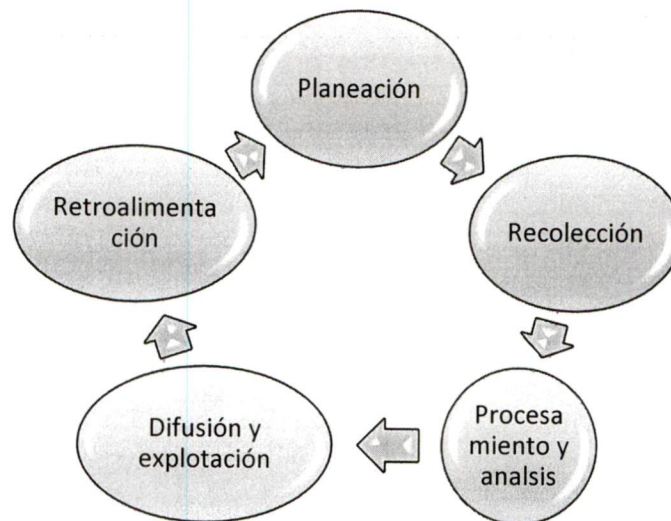 Planeación
Recolección
Procesa
miento y
analsis
Difusión y
explotación
Retroalimenta
ción